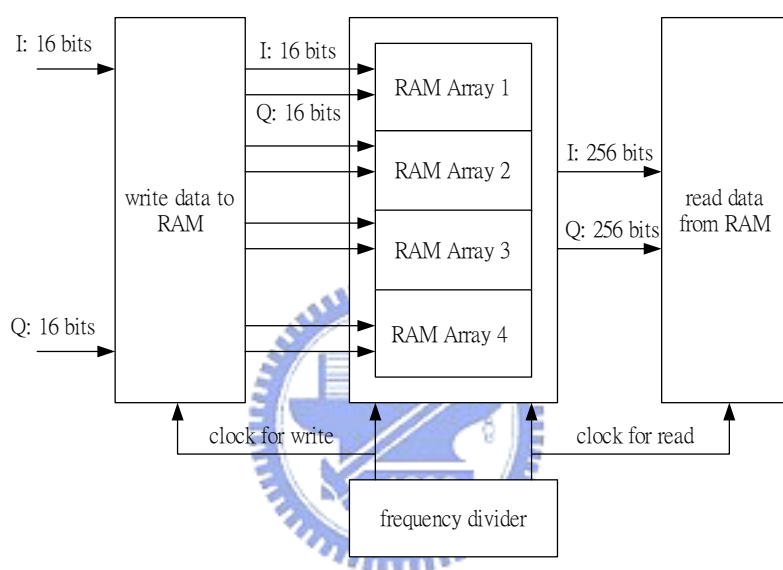 I: 16 bits
Q: 16 bits
write data to
RAM
I: 16 bits
Q: 16 bits
RAM Array 1
RAM Array 2
RAM Array 3
RAM Array 4
I: 256 bits
Q: 256 bits
read data
from RAM
clock for write
clock for read
frequency divider